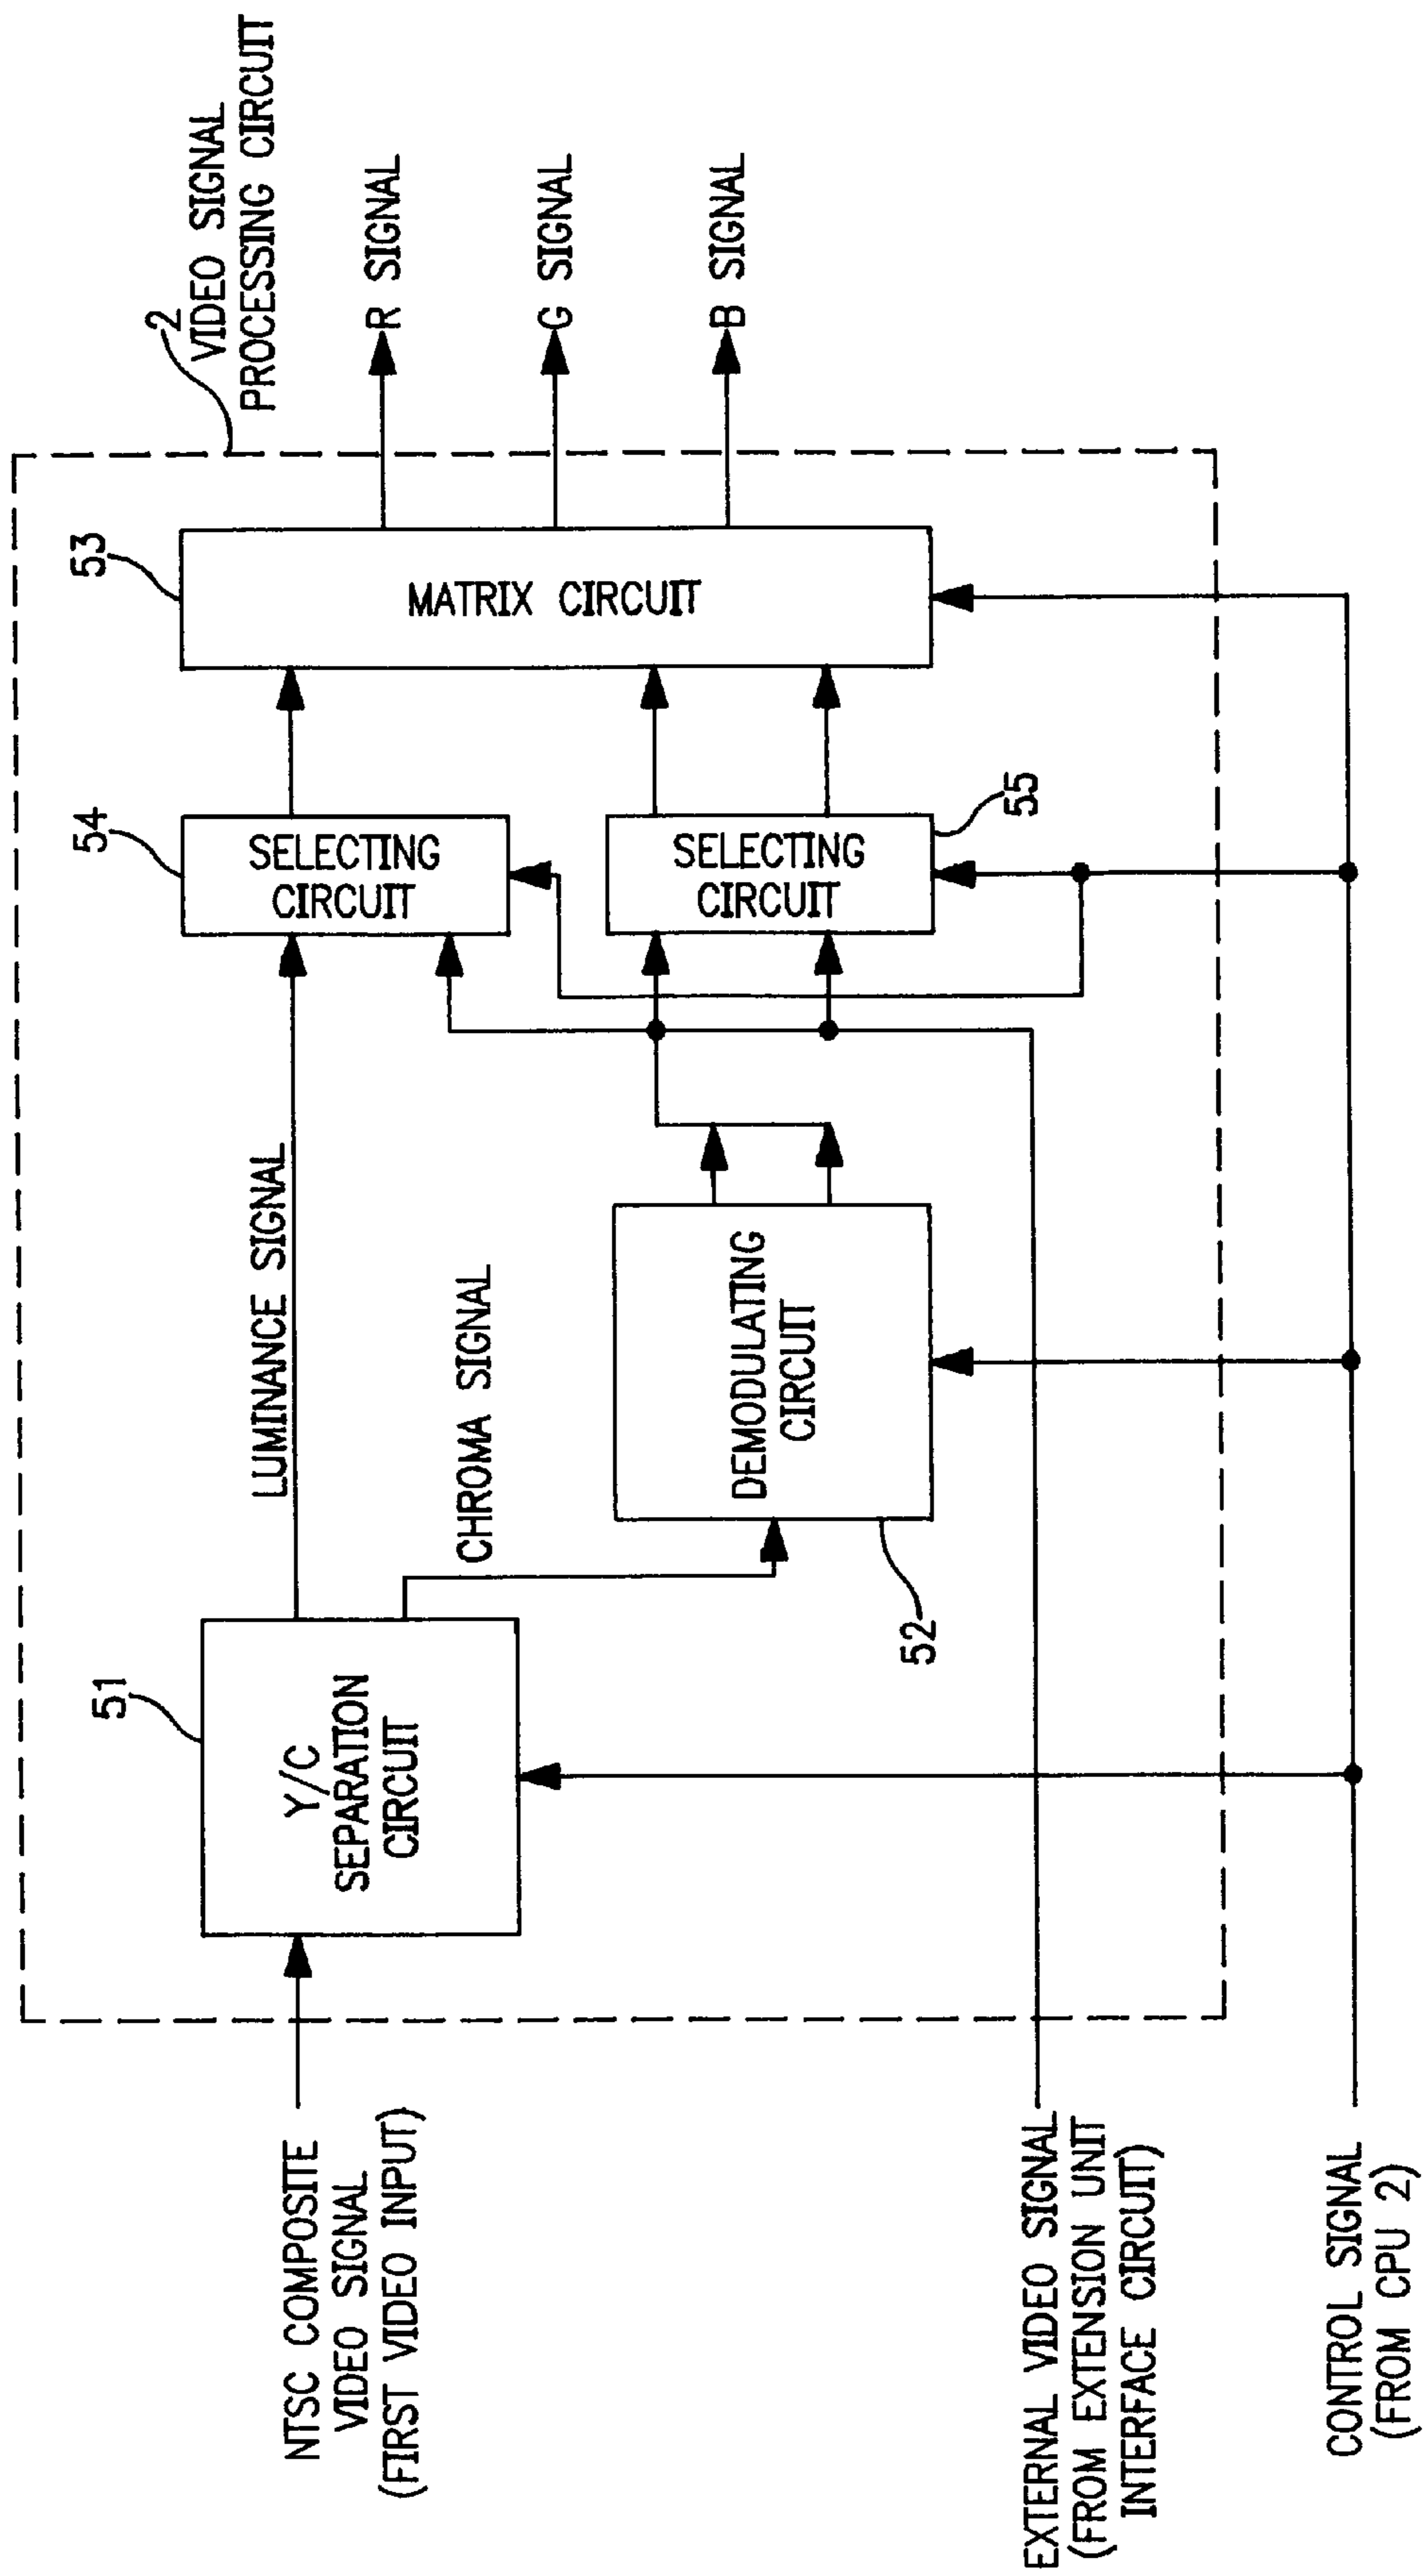 2
VIDEO SIGNAL
PROCESSING CIRCUIT
NTSC COMPOSITE
VIDEO SIGNAL
(FIRST VIDEO INPUT)
51
Y/C
SEPARATION
CIRCUIT
LUMINANCE SIGNAL
CHROMA SIGNAL
52
DEMODULATING
CIRCUIT
54
SELECTING
CIRCUIT
55
SELECTING
CIRCUIT
53
MATRIX CIRCUIT
R SIGNAL
G SIGNAL
B SIGNAL
EXTERNAL VIDEO SIGNAL
(FROM EXTENSION UNIT
INTERFACE CIRCUIT)
CONTROL SIGNAL
(FROM CPU 2)